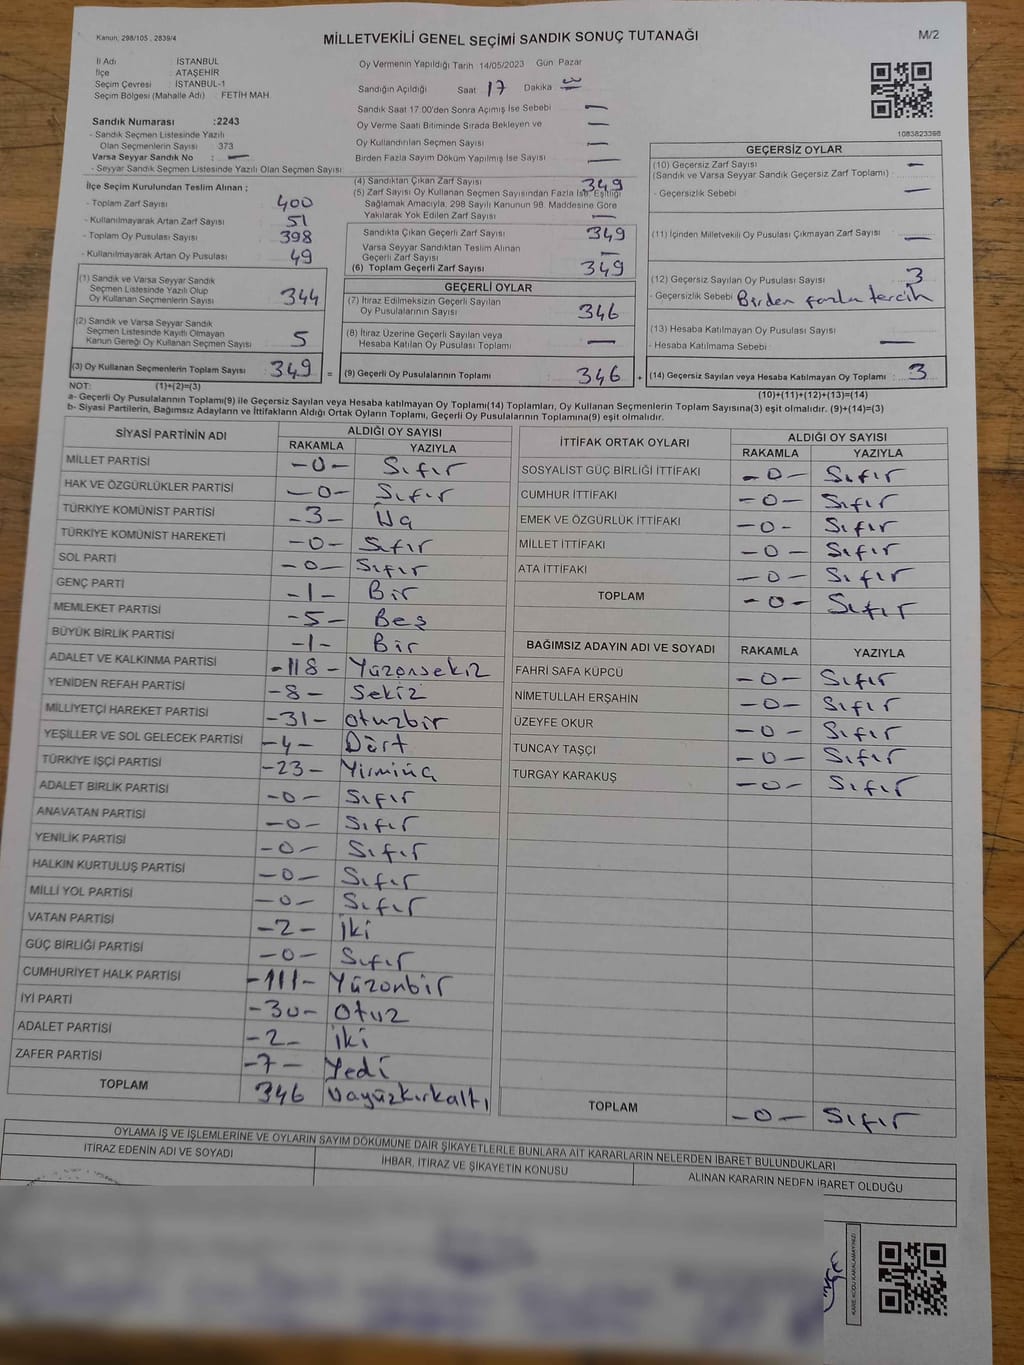 Kanun, 298/105 , 2839/4
MİLLETVEKİLİ GENEL SEÇİMİ SANDIK SONUÇ TUTANAĞI
M/2
İl Adı : İSTANBUL
İlçe : ATAŞEHİR
Seçim Çevresi : İSTANBUL-1
Seçim Bölgesi (Mahalle Adı) : FETİH MAH.
Sandık Numarası :2243
- Sandık Seçmen Listesinde Yazılı
Olan Seçmenlerin Sayısı : 373
Varsa Seyyar Sandık No : —
- Seyyar Sandık Seçmen Listesinde Yazılı Olan Seçmen Sayısı
İlçe Seçim Kurulundan Teslim Alınan ;
- Toplam Zarf Sayısı : 400
- Kullanılmayarak Artan Zarf Sayısı : 51
- Toplam Oy Pusulası Sayısı : 398
- Kullanılmayarak Artan Oy Pusulası : 49
(1) Sandık ve Varsa Seyyar Sandık
Seçmen Listesinde Yazılı Olup
Oy Kullanan Seçmenlerin Sayısı : 344
(2) Sandık ve Varsa Seyyar Sandık
Seçmen Listesinde Kayıtlı Olmayan
Kanun Gereği Oy Kullanan Seçmen Sayısı : 5
(3) Oy Kullanan Seçmenlerin Toplam Sayısı : 349
Oy Vermenin Yapıldığı Tarih 14/05/2023 Gün Pazar
Sandığın Açıldığı Saat 17 Dakika
Sandık Saat 17.00'den Sonra Açımış İse Sebebi —
Oy Verme Saati Bitiminde Sırada Bekleyen ve —
Oy Kullandırılan Seçmen Sayısı —
Birden Fazla Sayım Döküm Yapılmış İse Sayısı —
(4) Sandıktan Çıkan Zarf Sayısı 349
(5) Zarf Sayısı Oy Kullanan Seçmen Sayısından Fazla İse, Eşitliği
Sağlamak Amacıyla, 298 Sayılı Kanunun 98. Maddesine Göre
Yakılarak Yok Edilen Zarf Sayısı —
Sandıkta Çıkan Geçerli Zarf Sayısı 349
Varsa Seyyar Sandıktan Teslim Alınan
Geçerli Zarf Sayısı —
(6) Toplam Geçerli Zarf Sayısı 349
GEÇERLİ OYLAR
(7) İtiraz Edilmeksizin Geçerli Sayılan
Oy Pusulalarının Sayısı : 346
(8) İtiraz Üzerine Geçerli Sayılan veya
Hesaba Katılan Oy Pusulası Toplamı : —
= (9) Geçerli Oy Pusulalarının Toplamı : 346
1083823398
GEÇERSİZ OYLAR
(10) Geçersiz Zarf Sayısı —
(Sandık ve Varsa Seyyar Sandık Geçersiz Zarf Toplamı) :
- Geçersizlik Sebebi : —
(11) İçinden Milletvekili Oy Pusulası Çıkmayan Zarf Sayısı : —
(12) Geçersiz Sayılan Oy Pusulası Sayısı : 3
- Geçersizlik Sebebi : Birden fazla tercih
(13) Hesaba Katılmayan Oy Pusulası Sayısı :
- Hesaba Katılmama Sebebi : —
+ (14) Geçersiz Sayılan veya Hesaba Katılmayan Oy Toplamı : 3
NOT: (1)+(2)=(3)
(10)+(11)+(12)+(13)=(14)
a- Geçerli Oy Pusulalarının Toplamı(9) ile Geçersiz Sayılan veya Hesaba katılmayan Oy Toplamı(14) Toplamları, Oy Kullanan Seçmenlerin Toplam Sayısına(3) eşit olmalıdır. (9)+(14)=(3)
b- Siyasi Partilerin, Bağımsız Adayların ve İttifakların Aldığı Ortak Oyların Toplamı, Geçerli Oy Pusulalarının Toplamına(9) eşit olmalıdır.
SİYASİ PARTİNİN ADI
ALDIĞI OY SAYISI
RAKAMLA YAZIYLA
MİLLET PARTİSİ -0- Sıfır
HAK VE ÖZGÜRLÜKLER PARTİSİ -0- Sıfır
TÜRKİYE KOMÜNİST PARTİSİ -3- Üç
TÜRKİYE KOMÜNİST HAREKETİ -0- Sıfır
SOL PARTİ -0- Sıfır
GENÇ PARTİ -1- Bir
MEMLEKET PARTİSİ -5- Beş
BÜYÜK BİRLİK PARTİSİ -1- Bir
ADALET VE KALKINMA PARTİSİ -118- Yüzonsekiz
YENİDEN REFAH PARTİSİ -8- Sekiz
MİLLİYETÇİ HAREKET PARTİSİ -31- Otuzbir
YEŞİLLER VE SOL GELECEK PARTİSİ -4- Dört
TÜRKİYE İŞÇİ PARTİSİ -23- Yirmiüç
ADALET BİRLİK PARTİSİ -0- Sıfır
ANAVATAN PARTİSİ -0- Sıfır
YENİLİK PARTİSİ -0- Sıfır
HALKIN KURTULUŞ PARTİSİ -0- Sıfır
MİLLİ YOL PARTİSİ -0- Sıfır
VATAN PARTİSİ -2- İki
GÜÇ BİRLİĞİ PARTİSİ -0- Sıfır
CUMHURİYET HALK PARTİSİ -111- Yüzonbir
İYİ PARTİ -30- Otuz
ADALET PARTİSİ -2- İki
ZAFER PARTİSİ -7- Yedi
TOPLAM 346 Üçyüzkırkaltı
İTTİFAK ORTAK OYLARI
ALDIĞI OY SAYISI
RAKAMLA YAZIYLA
SOSYALİST GÜÇ BİRLİĞİ İTTİFAKI -0- Sıfır
CUMHUR İTTİFAKI -0- Sıfır
EMEK VE ÖZGÜRLÜK İTTİFAKI -0- Sıfır
MİLLET İTTİFAKI -0- Sıfır
ATA İTTİFAKI -0- Sıfır
TOPLAM -0- Sıfır
BAĞIMSIZ ADAYIN ADI VE SOYADI RAKAMLA YAZIYLA
FAHRİ SAFA KÜPCÜ -0- Sıfır
NİMETULLAH ERŞAHİN -0- Sıfır
ÜZEYFE OKUR -0- Sıfır
TUNCAY TAŞÇI -0- Sıfır
TURGAY KARAKUŞ -0- Sıfır
TOPLAM -0- Sıfır
OYLAMA İŞ VE İŞLEMLERİNE VE OYLARIN SAYIM DÖKÜMÜNE DAİR ŞİKAYETLERLE BUNLARA AİT KARARLARIN NELERDEN İBARET BULUNDUKLARI
İTİRAZ EDENİN ADI VE SOYADI
İHBAR, İTİRAZ VE ŞİKAYETİN KONUSU
ALINAN KARARIN NEDEN İBARET OLDUĞU